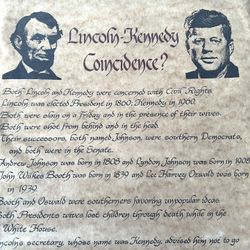 Lincoln-Kennedy
Coincidence?
Both Lincoln and Kennedy were concerned with Civil Rights.
Lincoln was elected President in 1860, Kennedy in 1960.
Both were slain on a Friday and in the presence of their wives.
Both were shot from behind and in the head.
Their successors, both named Johnson, were southern Democrats,
and both were in the Senate.
Andrew Johnson was born in 1808 and Lyndon Johnson was born in 1908
John Wilkes Booth was born in 1839 and Lee Harvey Oswald was born
in 1939.
Booth and Oswald were southerners favoring unpopular ideas.
Both Presidents wives lost children through death while in the
White House.
Lincoln's secretary, whose name was Kennedy, advised him not to go